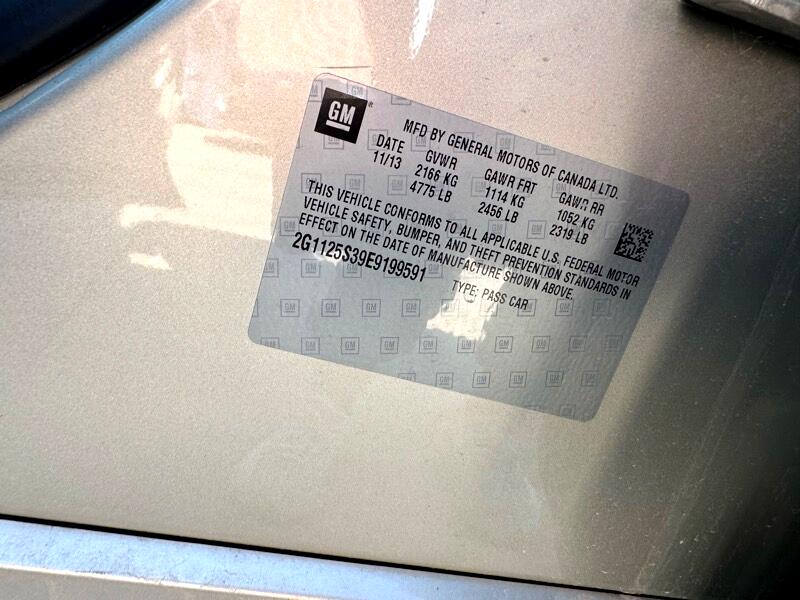 GM
MFD BY GENERAL MOTORS OF CANADA LTD.
DATE GVWR GAWR FRT GAWR RR
11/13 2166 KG 1114 KG 1052 KG
4775 LB 2456 LB 2319 LB
THIS VEHICLE CONFORMS TO ALL APPLICABLE U.S. FEDERAL MOTOR
VEHICLE SAFETY, BUMPER, AND THEFT PREVENTION STANDARDS IN
EFFECT ON THE DATE OF MANUFACTURE SHOWN ABOVE.
2G1125S39E9199591 TYPE: PASS CAR